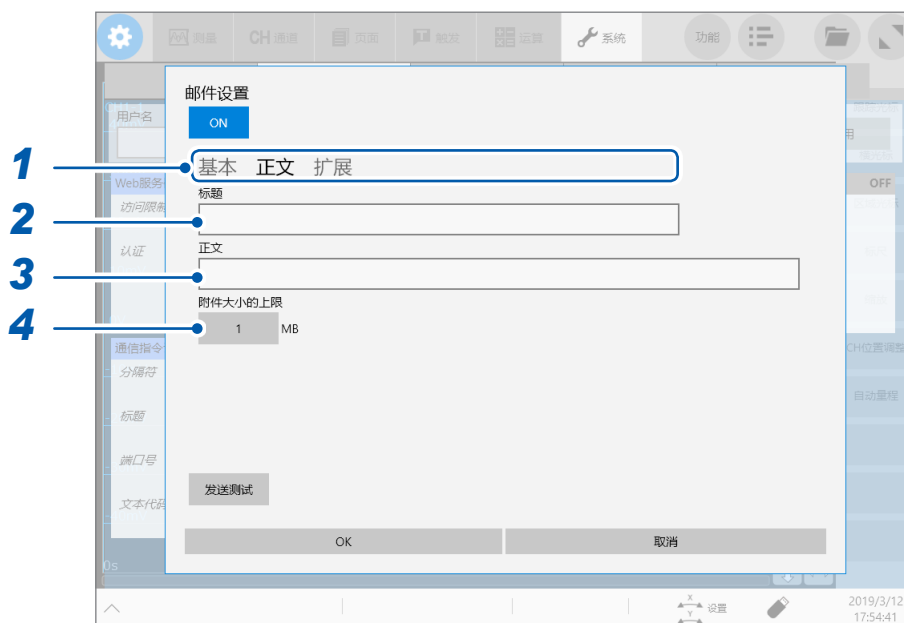 测量 CH 通道 页面 触发 运算 系统 功能
邮件设置
用户名
ON
用
1
基本 正文 扩展
Web服务
OFF
标题
访问限制
2
正文
认证
3
附件大小的上限
4
1 MB
通信指令
CH位置调整
分隔符
自动量程
标题
端口号
发送测试
文本代码
OK 取消
0s
X
Y
设置
2019/3/12
17:54:41